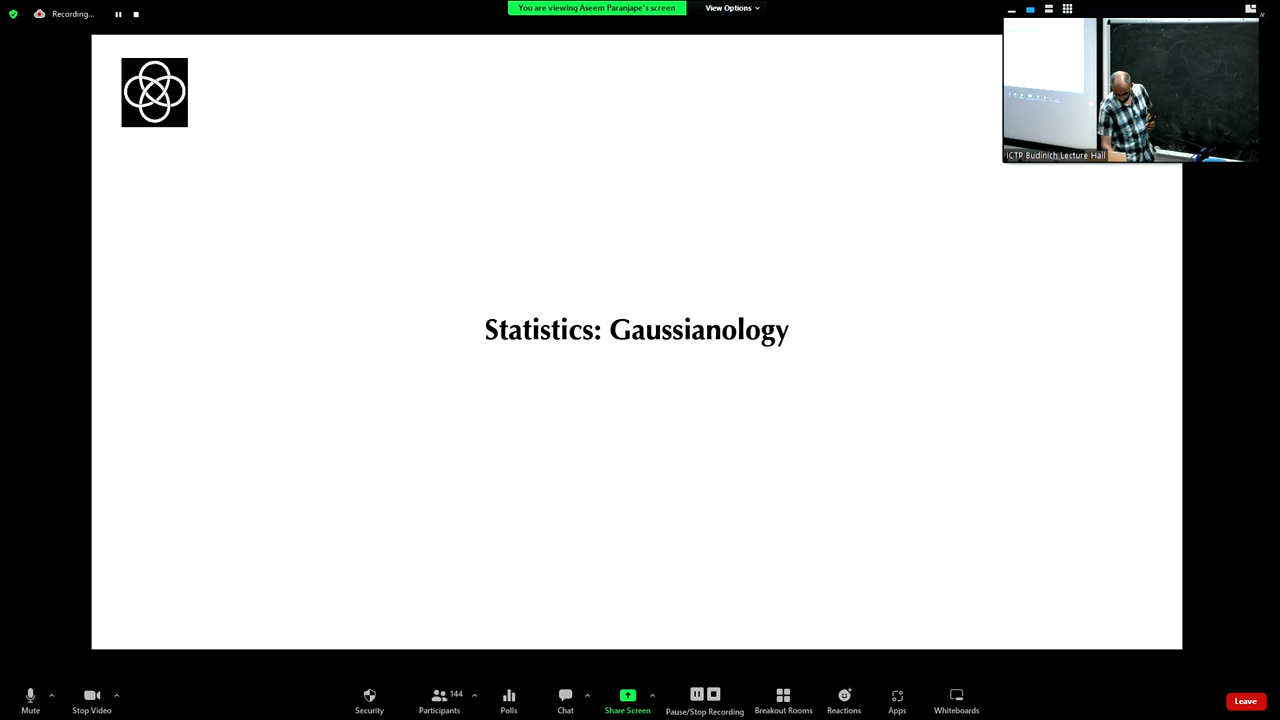 Recording...
You are viewing Aseem Paranjape's screen
View Options
ICTP Budinich Lecture Hall
Statistics: Gaussianology
Mute
Stop Video
Security
Participants
144
Polls
Chat
Share Screen
Pause/Stop Recording
Breakout Rooms
Reactions
Apps
Whiteboards
Leave